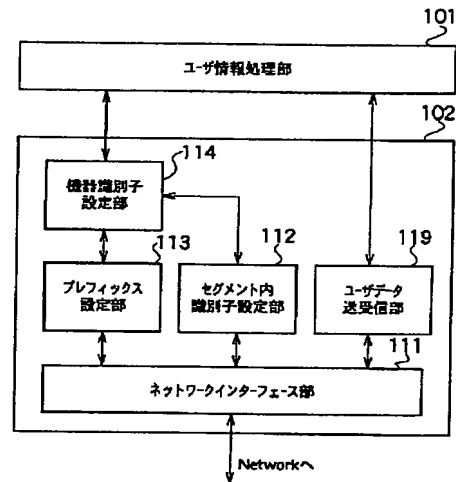 101
ユーザ情報処理部
102
114
機器識別子
設定部
113
プレフィックス
設定部
112
セグメント内
識別子設定部
119
ユーザデータ
送受信部
111
ネットワークインターフェース部
Networkへ